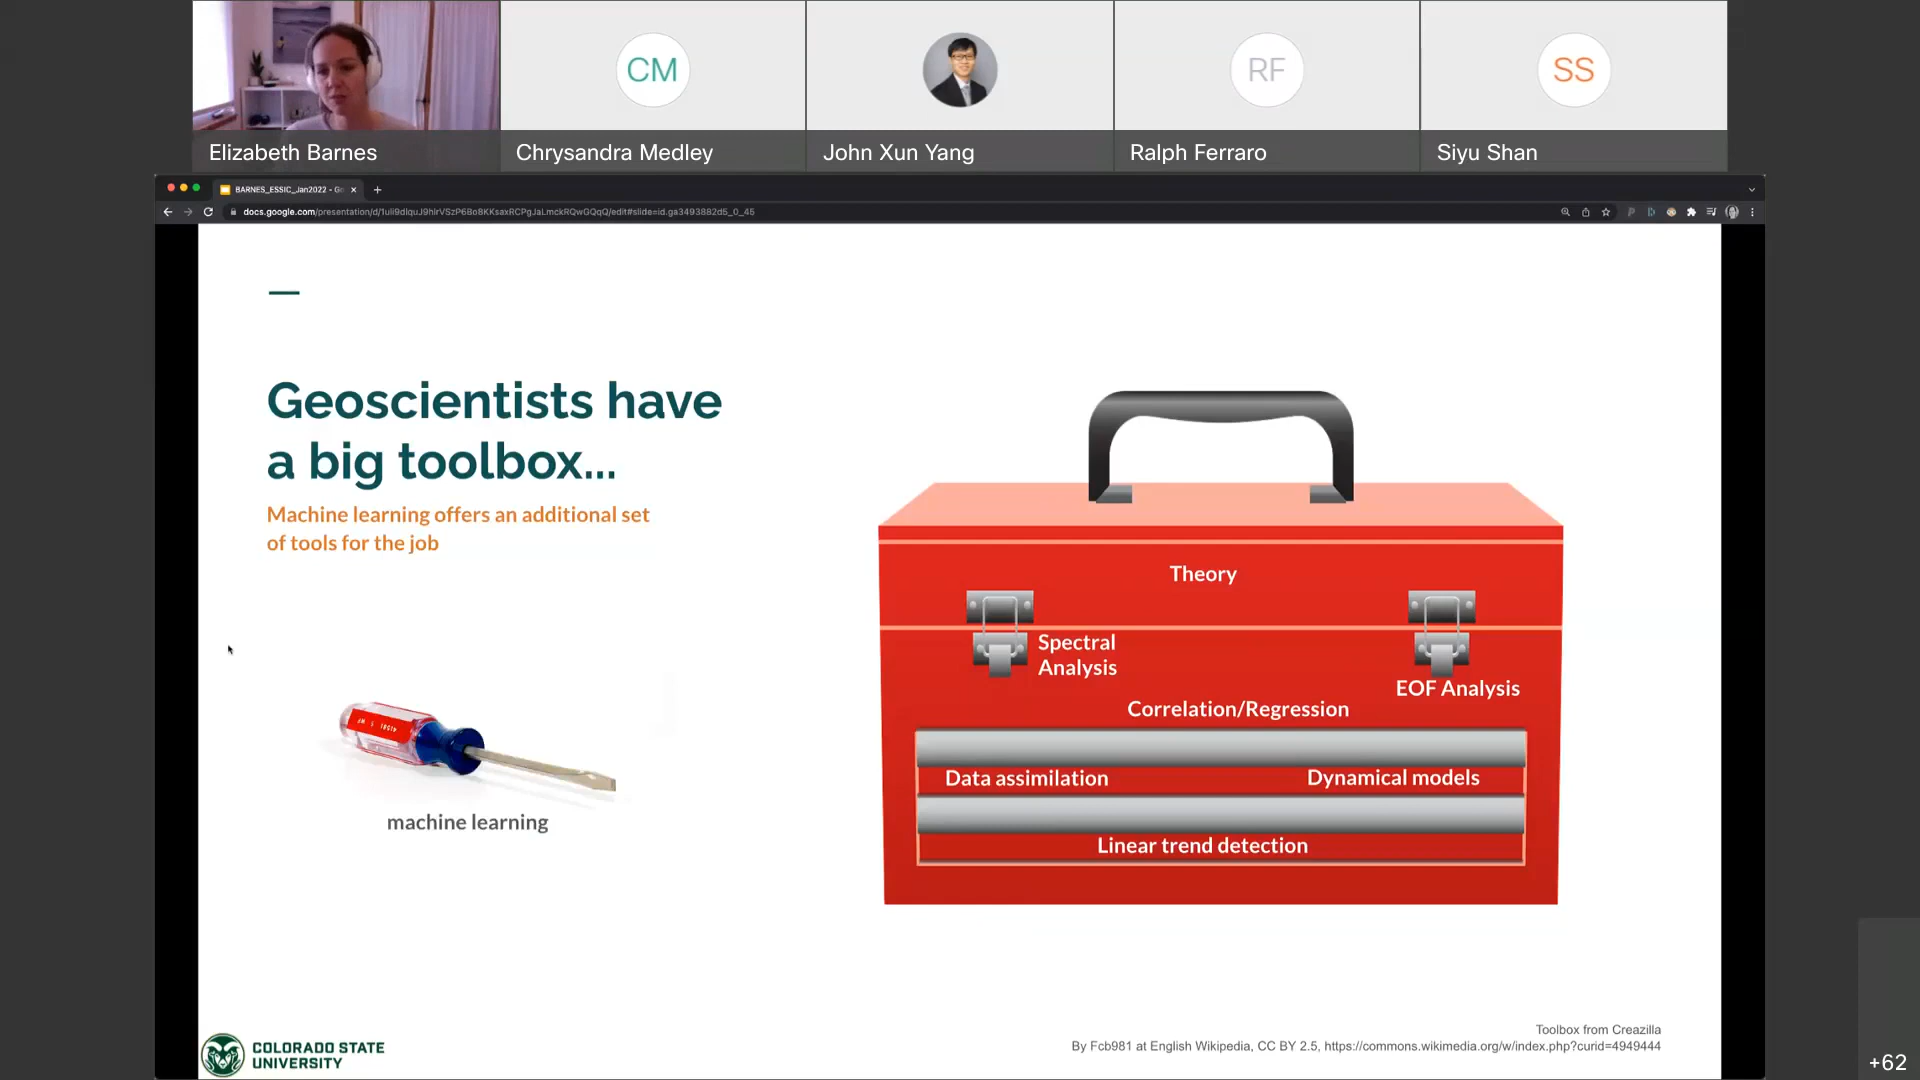 CM
RF
SS
Elizabeth Barnes
Chrysandra Medley
John Xun Yang
Ralph Ferraro
Siyu Shan
BARNES_ESSIC_Jan2022 - Go
Geoscientists have
a big toolbox...
Machine learning offers an additional set
of tools for the job
machine learning
Theory
Spectral
Analysis
EOF Analysis
Correlation/Regression
Data assimilation
Dynamical models
Linear trend detection
COLORADO STATE
UNIVERSITY
Toolbox from Creazilla
By Fcb981 at English Wikipedia, CC BY 2.5, https://commons.wikimedia.org/w/index.php?curid=4949444
+62